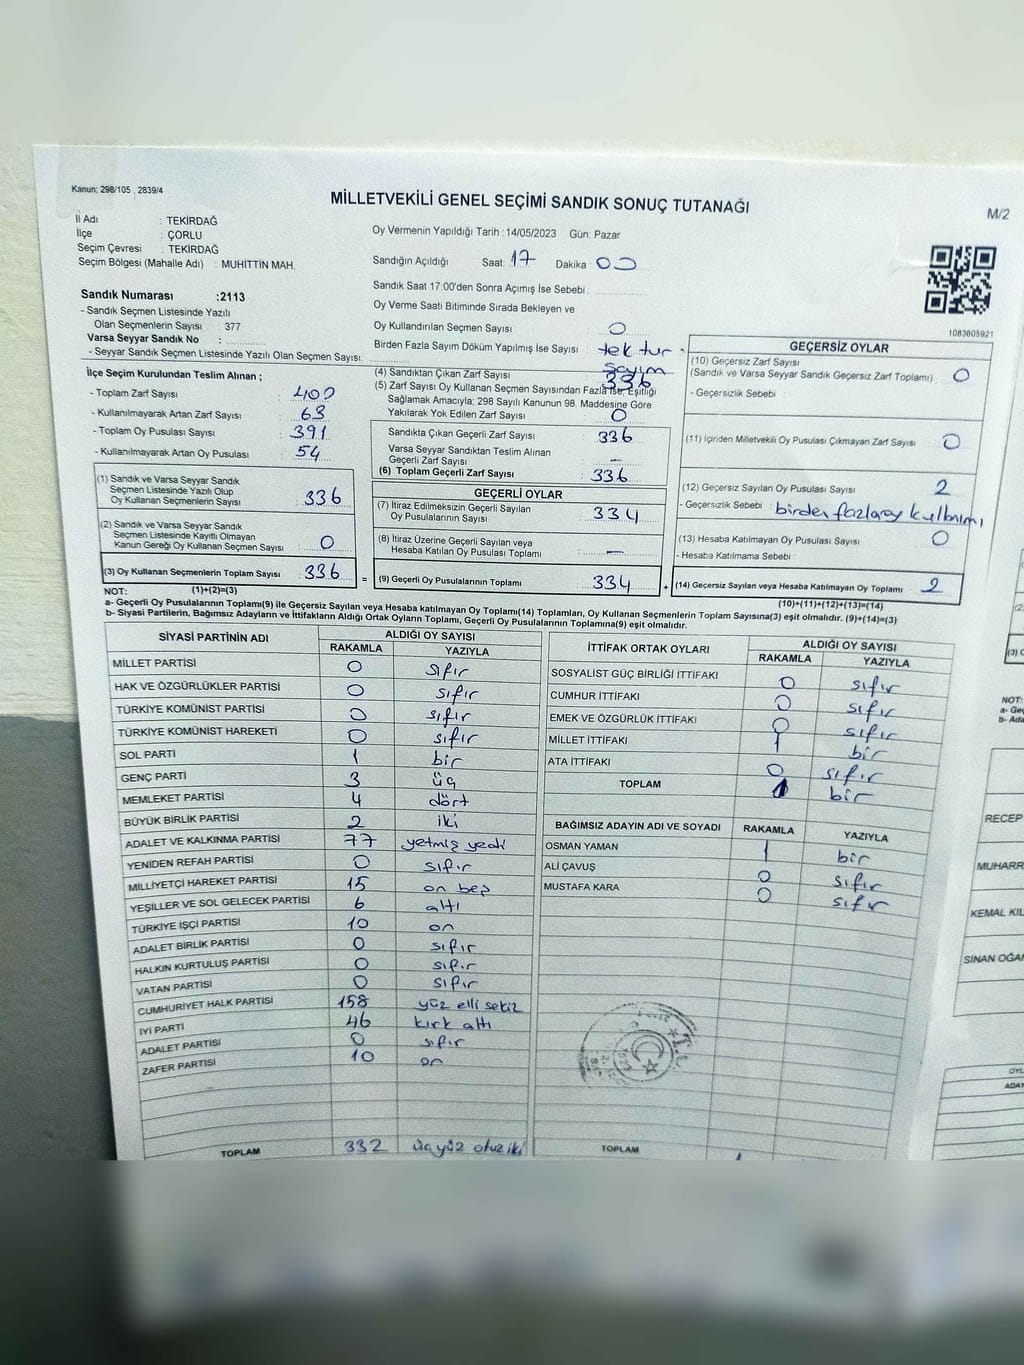 Kanun: 298/105 , 2839/4
MİLLETVEKİLİ GENEL SEÇİMİ SANDIK SONUÇ TUTANAĞI
M/2
İl Adı : TEKİRDAĞ
İlçe : ÇORLU
Seçim Çevresi : TEKİRDAĞ
Seçim Bölgesi (Mahalle Adı) : MUHİTTİN MAH.
Oy Vermenin Yapıldığı Tarih : 14/05/2023 Gün: Pazar
Sandığın Açıldığı Saat: 17 Dakika 00
Sandık Saat 17:00'den Sonra Açımış İse Sebebi :
Oy Verme Saati Bitiminde Sırada Bekleyen ve
Oy Kullandırılan Seçmen Sayısı : 0
Birden Fazla Sayım Döküm Yapılmış İse Sayısı : tek tur sayım
1083605921
Sandık Numarası :2113
- Sandık Seçmen Listesinde Yazılı
Olan Seçmenlerin Sayısı : 377
Varsa Seyyar Sandık No :
- Seyyar Sandık Seçmen Listesinde Yazılı Olan Seçmen Sayısı:
İlçe Seçim Kurulundan Teslim Alınan ;
- Toplam Zarf Sayısı : 400
- Kullanılmayarak Artan Zarf Sayısı : 63
- Toplam Oy Pusulası Sayısı : 391
- Kullanılmayarak Artan Oy Pusulası : 54
(1) Sandık ve Varsa Seyyar Sandık
Seçmen Listesinde Yazılı Olup
Oy Kullanan Seçmenlerin Sayısı : 336
(2) Sandık ve Varsa Seyyar Sandık
Seçmen Listesinde Kayıtlı Olmayan
Kanun Gereği Oy Kullanan Seçmen Sayısı : 0
(3) Oy Kullanan Seçmenlerin Toplam Sayısı : 336
(4) Sandıktan Çıkan Zarf Sayısı : 336
(5) Zarf Sayısı Oy Kullanan Seçmen Sayısından Fazla İse, Eşitliği
Sağlamak Amacıyla; 298 Sayılı Kanunun 98. Maddesine Göre
Yakılarak Yok Edilen Zarf Sayısı : 0
Sandıkta Çıkan Geçerli Zarf Sayısı : 336
Varsa Seyyar Sandıktan Teslim Alınan
Geçerli Zarf Sayısı : –
(6) Toplam Geçerli Zarf Sayısı : 336
GEÇERLİ OYLAR
(7) İtiraz Edilmeksizin Geçerli Sayılan
Oy Pusulalarının Sayısı : 334
(8) İtiraz Üzerine Geçerli Sayılan veya
Hesaba Katılan Oy Pusulası Toplamı : –
= (9) Geçerli Oy Pusulalarının Toplamı : 334 +
GEÇERSİZ OYLAR
(10) Geçersiz Zarf Sayısı
(Sandık ve Varsa Seyyar Sandık Geçersiz Zarf Toplamı) : 0
- Geçersizlik Sebebi :
(11) İçinden Milletvekili Oy Pusulası Çıkmayan Zarf Sayısı : 0
(12) Geçersiz Sayılan Oy Pusulası Sayısı : 2
- Geçersizlik Sebebi : birden fazla oy kullanımı
(13) Hesaba Katılmayan Oy Pusulası Sayısı : 0
- Hesaba Katılmama Sebebi :
(14) Geçersiz Sayılan veya Hesaba Katılmayan Oy Toplamı : 2
NOT: (1)+(2)=(3)
(10)+(11)+(12)+(13)=(14)
a- Geçerli Oy Pusulalarının Toplamı(9) ile Geçersiz Sayılan veya Hesaba katılmayan Oy Toplamı(14) Toplamları, Oy Kullanan Seçmenlerin Toplam Sayısına(3) eşit olmalıdır. (9)+(14)=(3)
b- Siyasi Partilerin, Bağımsız Adayların ve İttifakların Aldığı Ortak Oyların Toplamı, Geçerli Oy Pusulalarının Toplamına(9) eşit olmalıdır.
SİYASİ PARTİNİN ADI ALDIĞI OY SAYISI
RAKAMLA YAZIYLA
MİLLET PARTİSİ 0 sıfır
HAK VE ÖZGÜRLÜKLER PARTİSİ 0 sıfır
TÜRKİYE KOMÜNİST PARTİSİ 0 sıfır
TÜRKİYE KOMÜNİST HAREKETİ 0 sıfır
SOL PARTİ 1 bir
GENÇ PARTİ 3 üç
MEMLEKET PARTİSİ 4 dört
BÜYÜK BİRLİK PARTİSİ 2 iki
ADALET VE KALKINMA PARTİSİ 77 yetmiş yedi
YENİDEN REFAH PARTİSİ 0 sıfır
MİLLİYETÇİ HAREKET PARTİSİ 15 on beş
YEŞİLLER VE SOL GELECEK PARTİSİ 6 altı
TÜRKİYE İŞÇİ PARTİSİ 10 on
ADALET BİRLİK PARTİSİ 0 sıfır
HALKIN KURTULUŞ PARTİSİ 0 sıfır
VATAN PARTİSİ 0 sıfır
CUMHURİYET HALK PARTİSİ 158 yüz elli sekiz
İYİ PARTİ 46 kırk altı
ADALET PARTİSİ 0 sıfır
ZAFER PARTİSİ 10 on
TOPLAM 332 üç yüz otuz iki
İTTİFAK ORTAK OYLARI ALDIĞI OY SAYISI
RAKAMLA YAZIYLA
SOSYALİST GÜÇ BİRLİĞİ İTTİFAKI 0 sıfır
CUMHUR İTTİFAKI 0 sıfır
EMEK VE ÖZGÜRLÜK İTTİFAKI 0 sıfır
MİLLET İTTİFAKI 1 bir
ATA İTTİFAKI 0 sıfır
TOPLAM 1 bir
BAĞIMSIZ ADAYIN ADI VE SOYADI RAKAMLA YAZIYLA
OSMAN YAMAN 1 bir
ALİ ÇAVUŞ 0 sıfır
MUSTAFA KARA 0 sıfır
T.C.
TOPLAM
(3) O
NOT:
a- Geç
b- Ada
RECEP
MUHARR
KEMAL KIL
SİNAN OĞA
OYL
ADAY